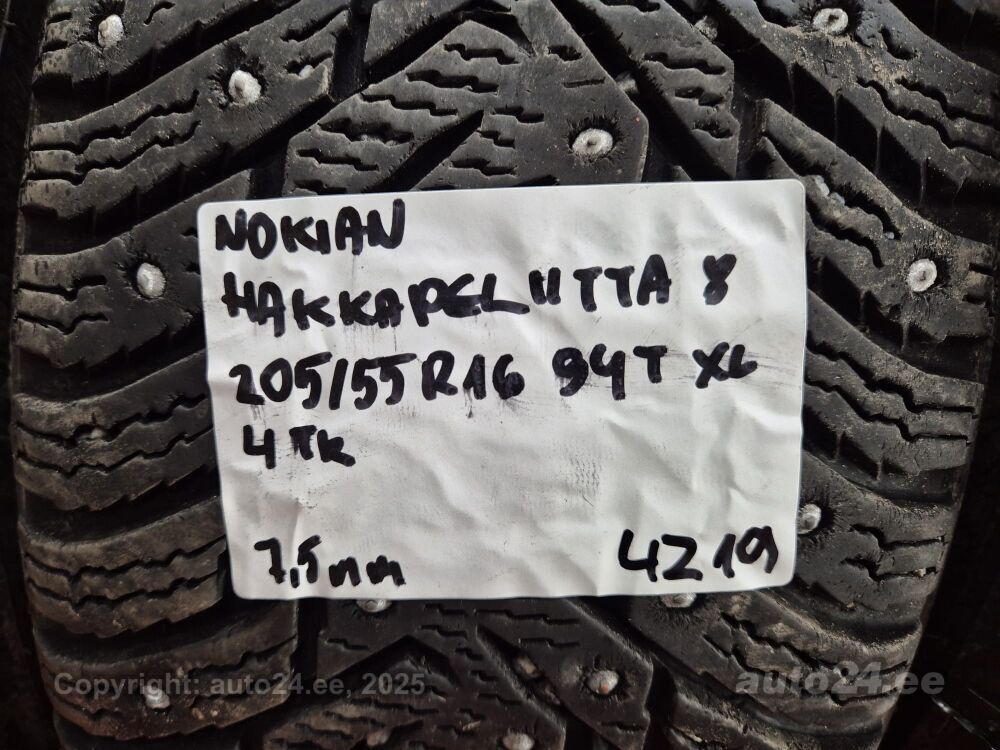 NOKIAN
HAKKAPELIITTA 8
205/55R16 94T XL
4 TK
7,5mm 4219
Copyright: auto24.ee, 2025
auto24.ee